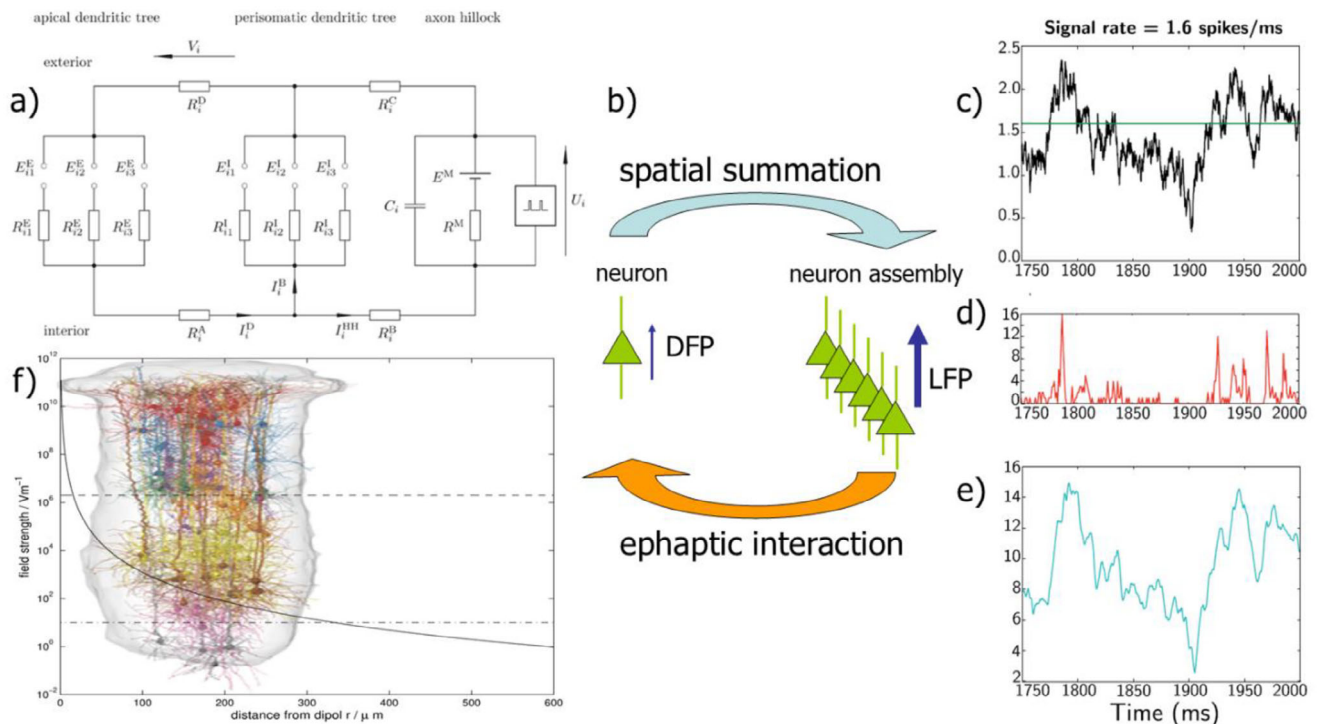 apical dendritic tree perisomatic dendritic tree axon hillock
V_i
exterior
a)
R_i^D R_i^C
E_i1^E E_i2^E E_i3^E E_i1^I E_i2^I E_i3^I
E^M
C_i U_i
R_i1^E R_i2^E R_i3^E R_i1^I R_i2^I R_i3^I R^M
I_i^B
interior
R_i^A I_i^D I_i^HH R_i^B
b)
spatial summation
neuron neuron assembly
DFP LFP
ephaptic interaction
Signal rate = 1.6 spikes/ms
c)
2.5
2.0
1.5
1.0
0.5
0.0
1750 1800 1850 1900 1950 2000
d)
16
12
8
4
0
1750 1800 1850 1900 1950 2000
e)
16
14
12
10
8
6
4
2
1750 1800 1850 1900 1950 2000
Time (ms)
f)
10^12
10^10
10^8
10^6
10^4
10^2
10^0
10^-2
field strength / Vm^-1
0 100 200 300 400 500 600
distance from dipol r / μ m